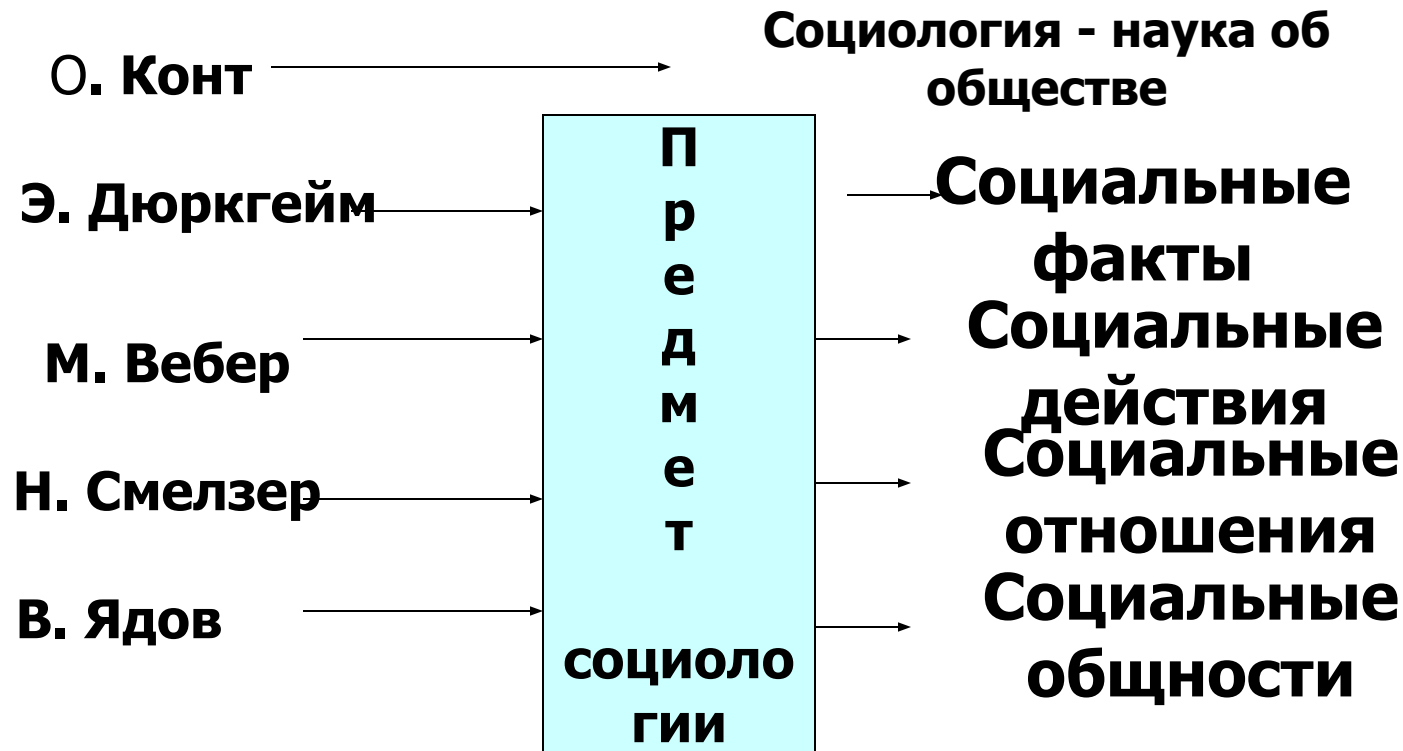 О. Конт
Социология - наука об
обществе
Э. Дюркгейм
Социальные
факты
М. Вебер
Социальные
действия
Н. Смелзер
Социальные
отношения
В. Ядов
Социальные
общности
П
р
е
д
м
е
т
социоло
гии